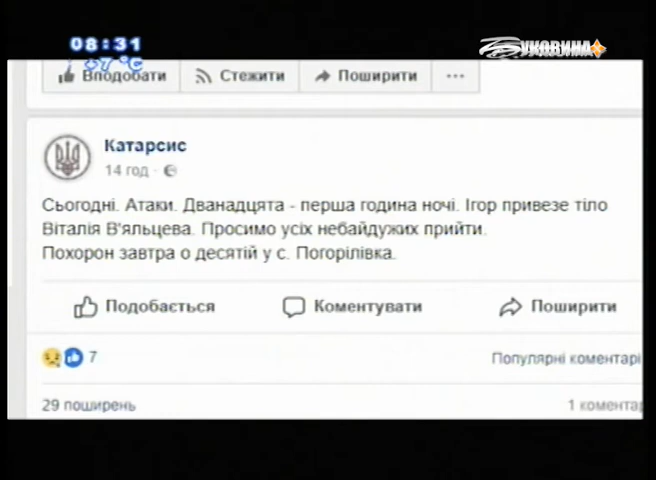 08:31
+7°C
БУКОВИНА
Вподобати
Стежити
Поширити
Катарсис
14 год
Сьогодні. Атаки. Дванадцята - перша година ночі. Ігор привезе тіло
Віталія В'яльцева. Просимо усіх небайдужих прийти.
Похорон завтра о десятій у с. Погорілівка.
Подобається
Коментувати
Поширити
7
Популярні коментарі
29 поширень
1 комента